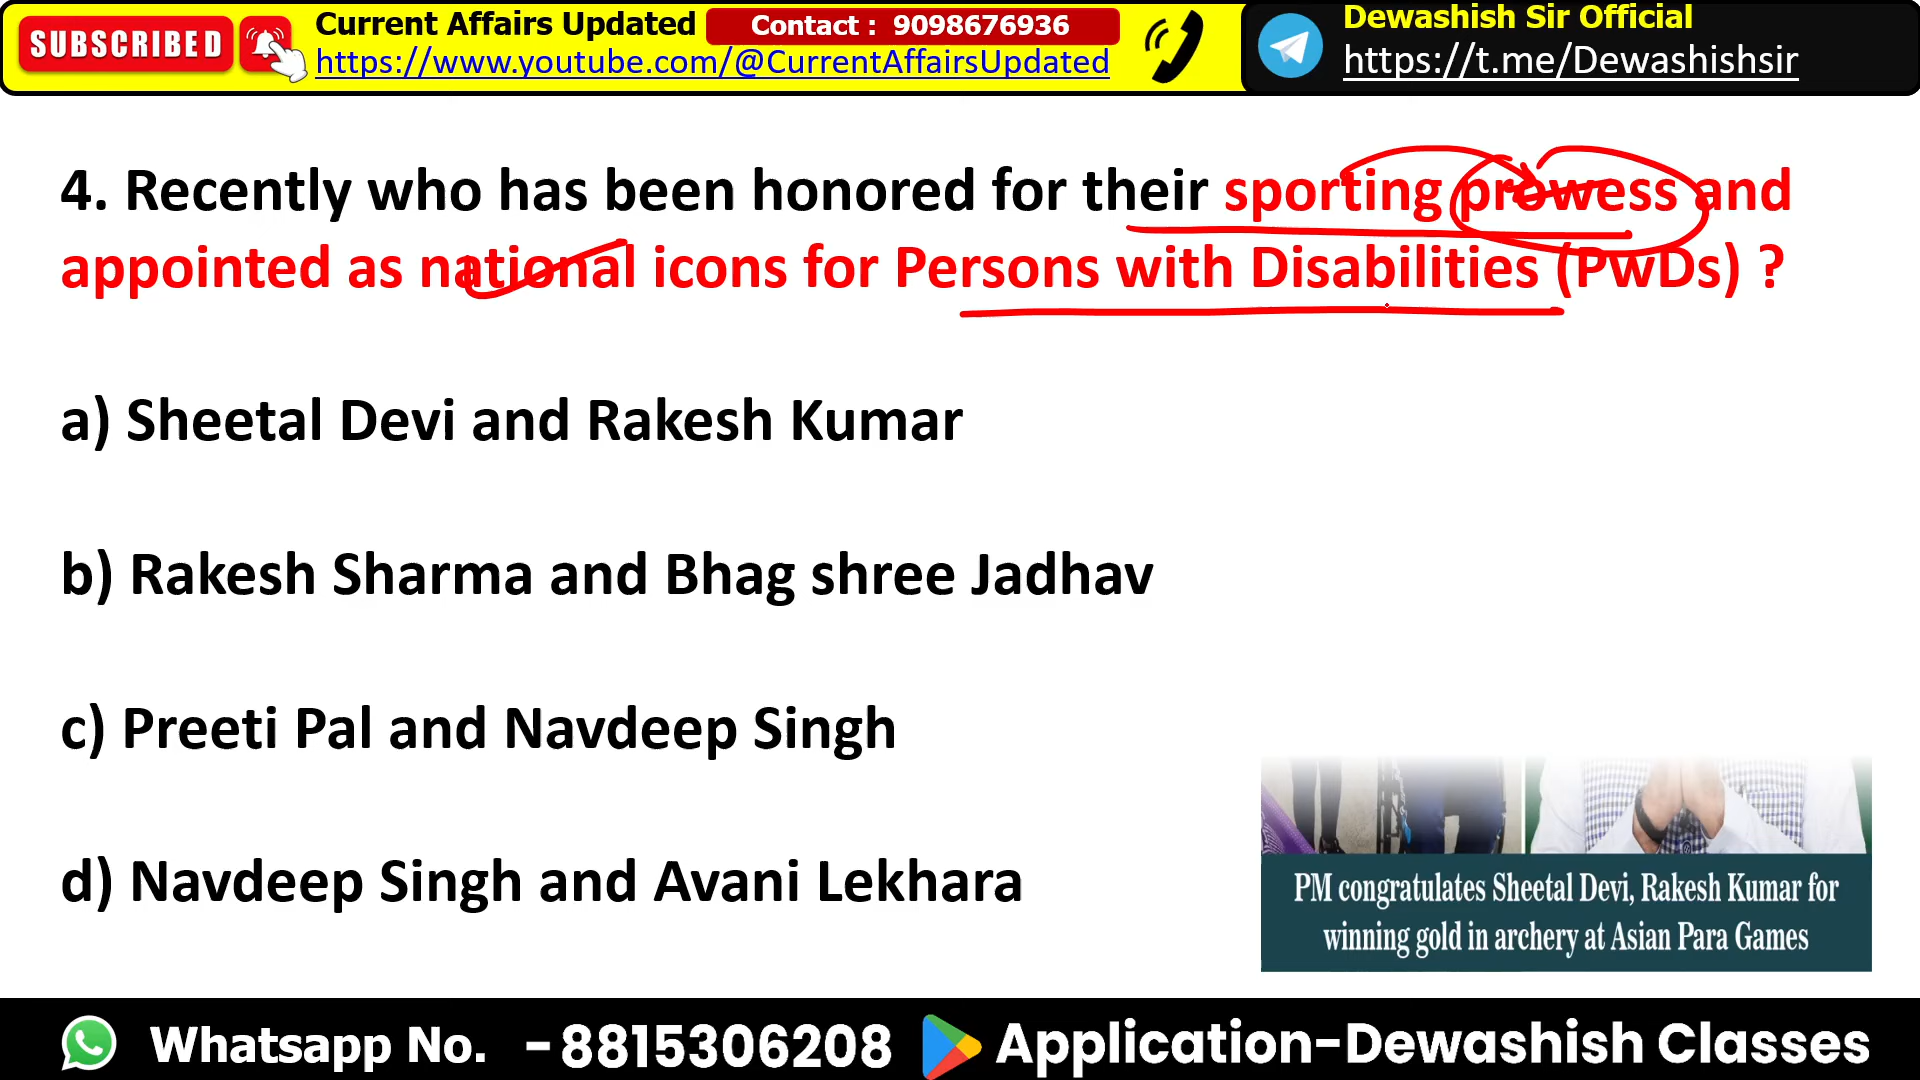 SUBSCRIBED
Current Affairs Updated
Contact : 9098676936
https://www.youtube.com/@CurrentAffairsUpdated
Dewashish Sir Official
https://t.me/Dewashishsir
4. Recently who has been honored for their sporting prowess and
appointed as national icons for Persons with Disabilities (PwDs) ?
a) Sheetal Devi and Rakesh Kumar
b) Rakesh Sharma and Bhag shree Jadhav
c) Preeti Pal and Navdeep Singh
d) Navdeep Singh and Avani Lekhara
PM congratulates Sheetal Devi, Rakesh Kumar for
winning gold in archery at Asian Para Games
Whatsapp No. -8815306208
Application-Dewashish Classes